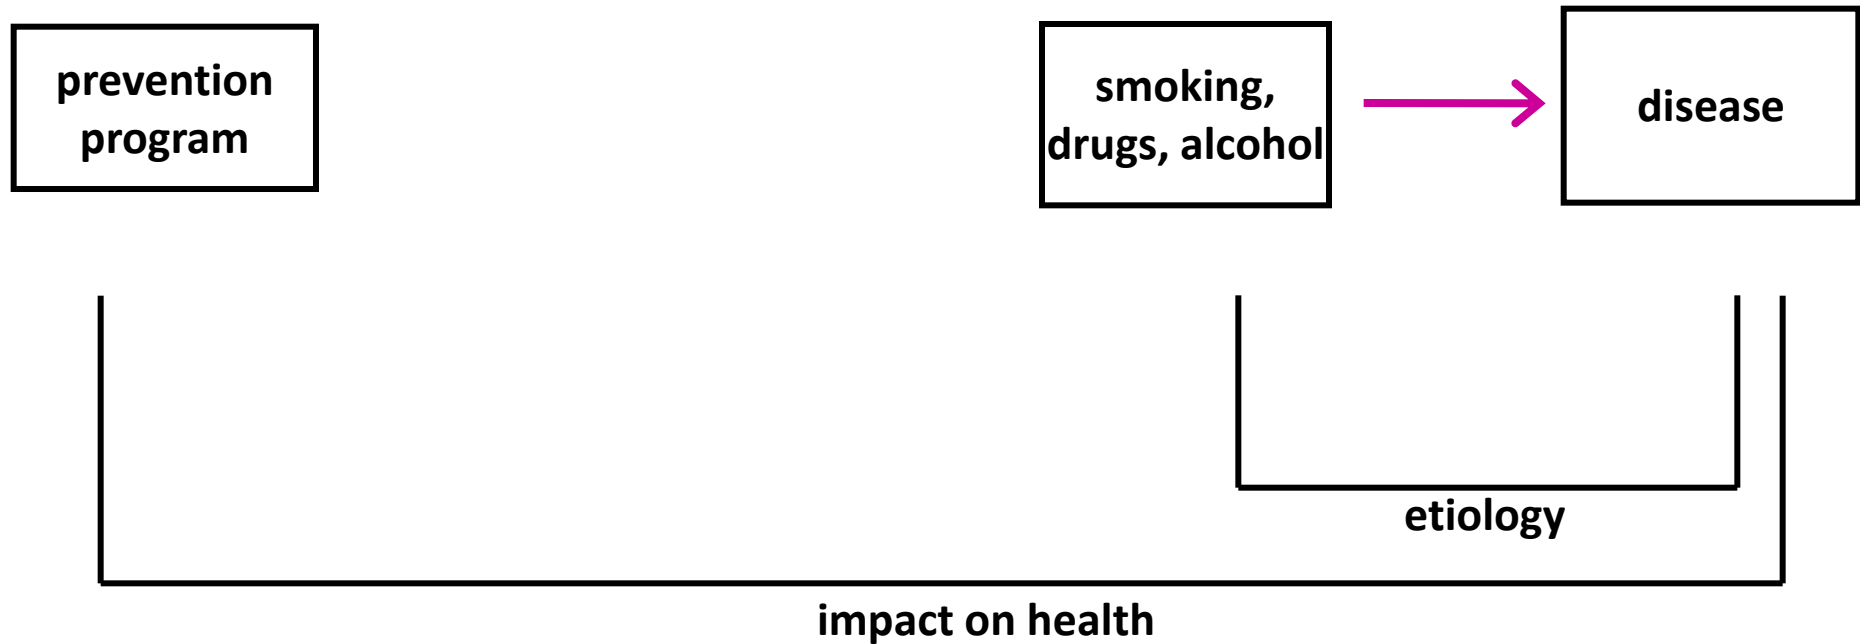 prevention
program
smoking,
drugs, alcohol
disease
etiology
impact on health